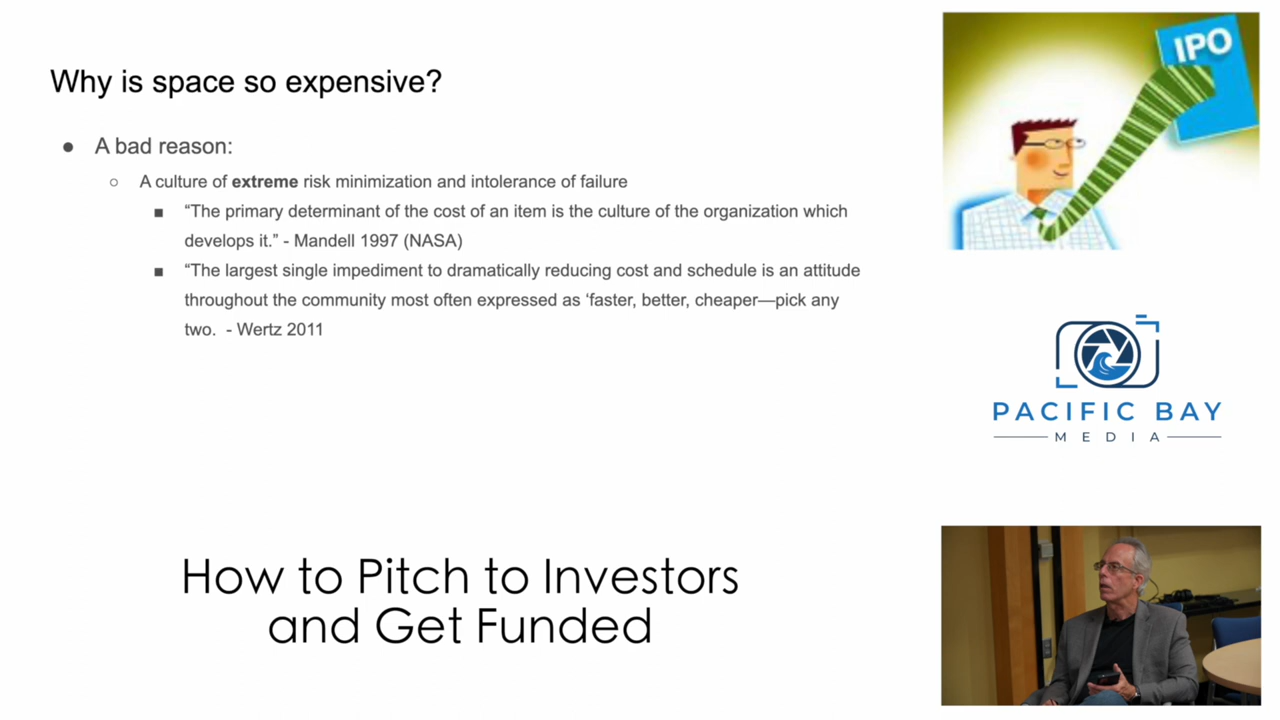 Why is space so expensive?
● A bad reason:
○ A culture of extreme risk minimization and intolerance of failure
■ “The primary determinant of the cost of an item is the culture of the organization which
develops it.” - Mandell 1997 (NASA)
■ “The largest single impediment to dramatically reducing cost and schedule is an attitude
throughout the community most often expressed as ‘faster, better, cheaper—pick any
two.  - Wertz 2011
IPO
PACIFIC BAY
MEDIA
How to Pitch to Investors
and Get Funded